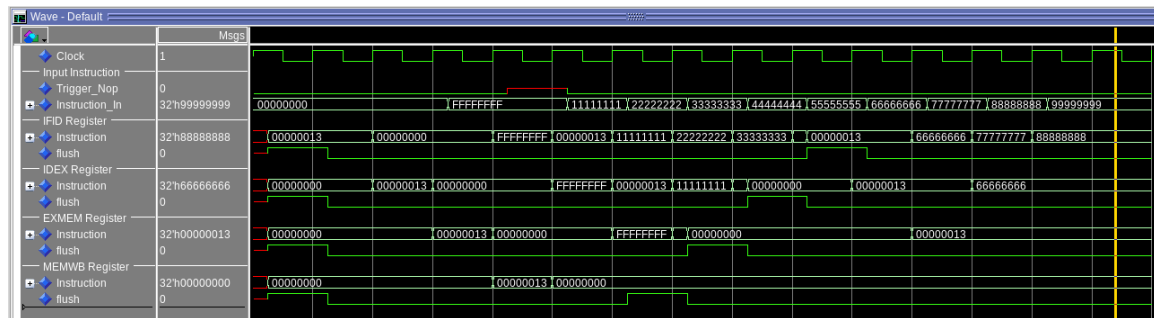 Wave - Default
Msgs
Clock 1
Input Instruction
Trigger_Nop 0
Instruction_In 32'h99999999 00000000 FFFFFFFF 11111111 22222222 33333333 44444444 55555555 66666666 77777777 88888888 99999999
IFID Register
Instruction 32'h88888888 00000013 00000000 FFFFFFFF 00000013 11111111 22222222 33333333 00000013 66666666 77777777 88888888
flush 0
IDEX Register
Instruction 32'h66666666 00000000 00000013 00000000 FFFFFFFF 00000013 11111111 00000000 00000013 66666666
flush 0
EXMEM Register
Instruction 32'h00000013 00000000 00000013 00000000 FFFFFFFF 00000000 00000013
flush 0
MEMWB Register
Instruction 32'h00000000 00000000 00000013 00000000
flush 0